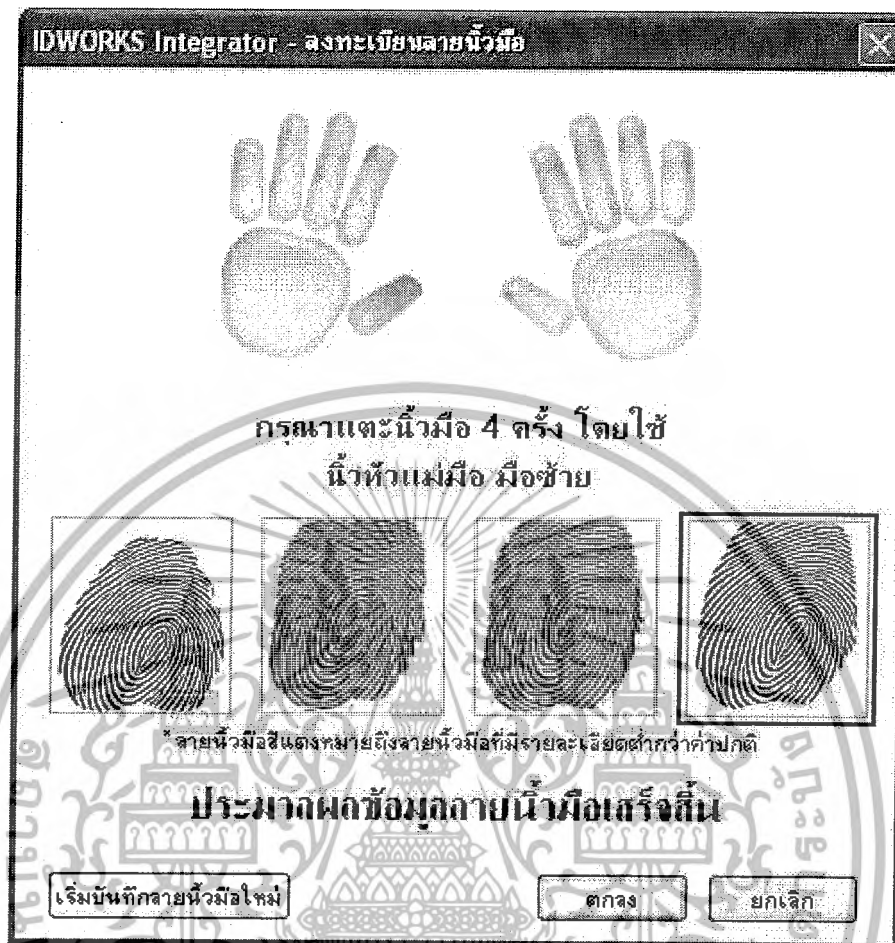 IDWORKS Integrator - ลงทะเบียนลายนิ้วมือ
กรุณาแตะนิ้วมือ 4 ครั้ง โดยใช้
นิ้วหัวแม่มือ มือซ้าย
*ลายนิ้วมือสีแดงหมายถึงลายนิ้วมือที่มีรายละเอียดต่ำกว่าค่าปกติ
ประมาลผลข้อมูลลายนิ้วมือเสร็จสิ้น
เริ่มบันทึกลายนิ้วมือใหม่
ตกลง
ยกเลิก